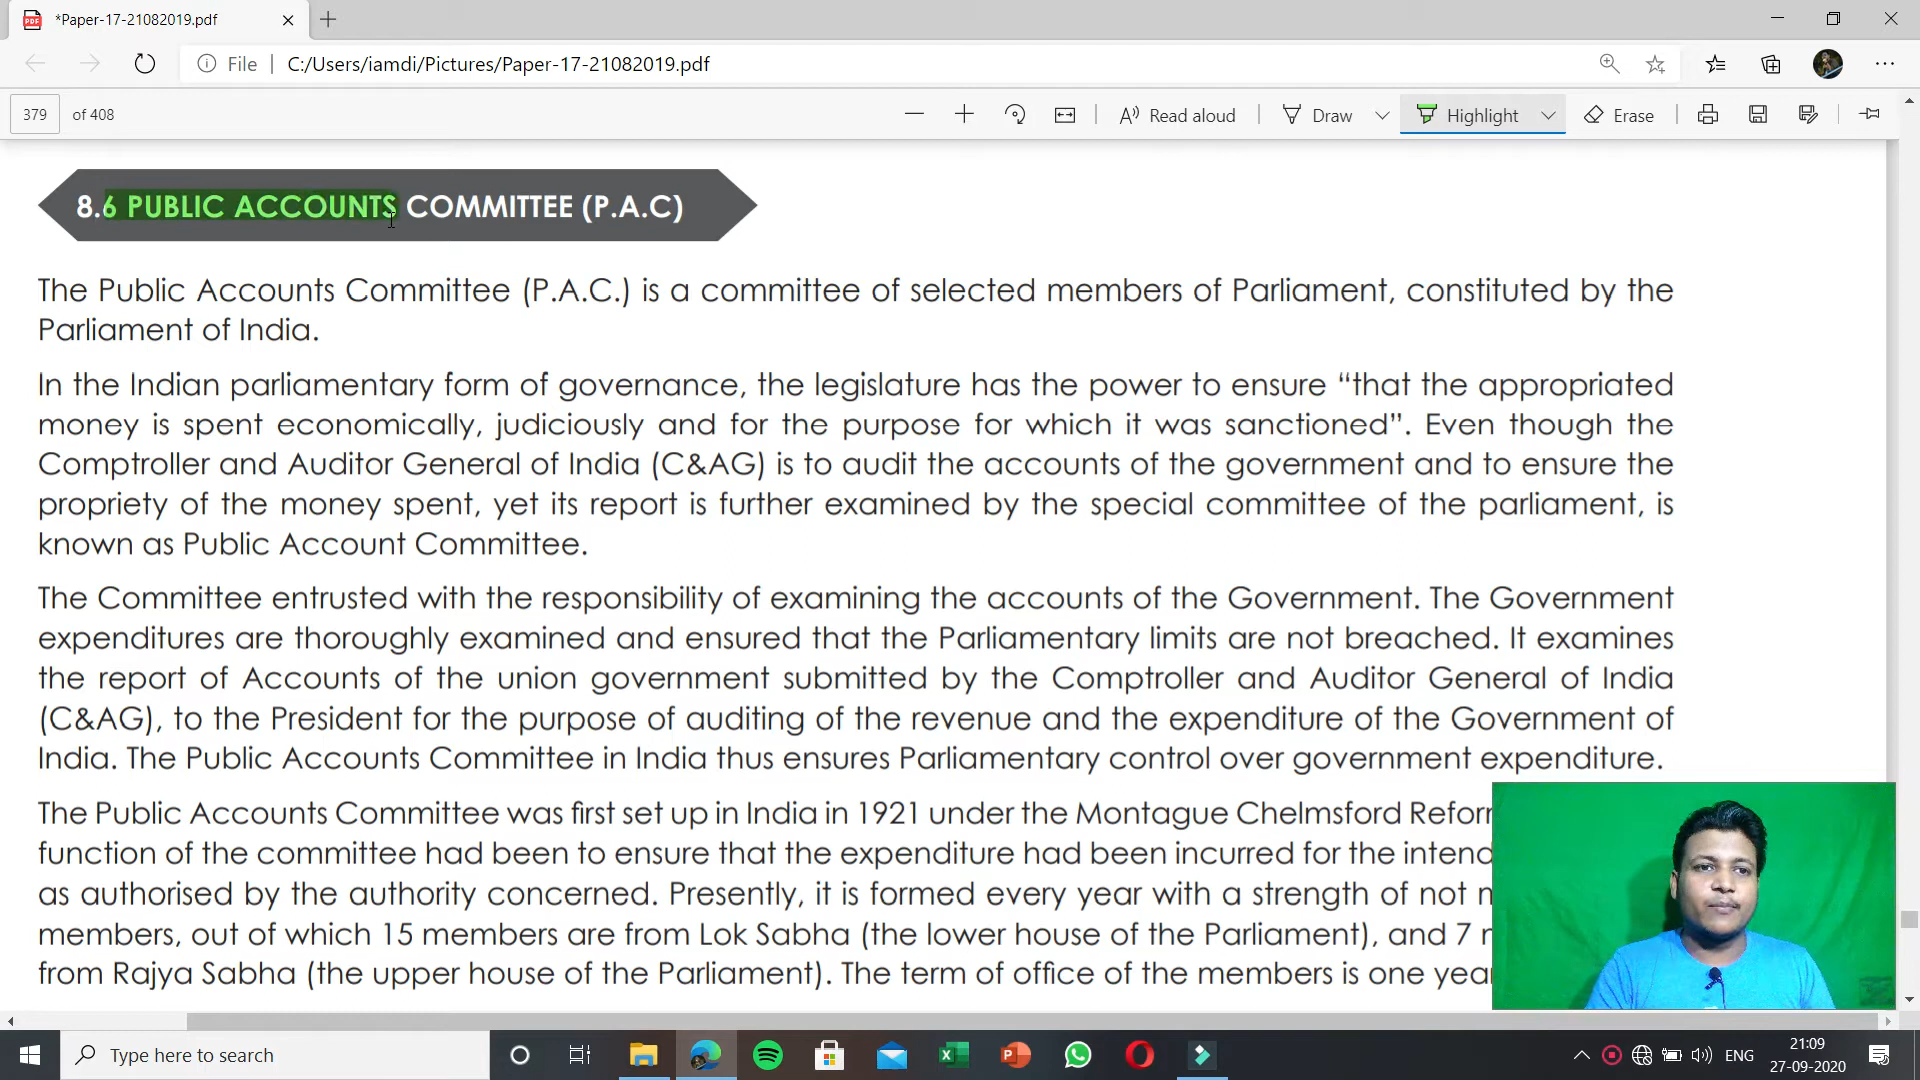 *Paper-17-21082019.pdf
File
C:/Users/iamdi/Pictures/Paper-17-21082019.pdf
379 of 408
Read aloud
Draw
Highlight
Erase
8.6 PUBLIC ACCOUNTS COMMITTEE (P.A.C)
The Public Accounts Committee (P.A.C.) is a committee of selected members of Parliament, constituted by the
Parliament of India.
In the Indian parliamentary form of governance, the legislature has the power to ensure “that the appropriated
money is spent economically, judiciously and for the purpose for which it was sanctioned”. Even though the
Comptroller and Auditor General of India (C&AG) is to audit the accounts of the government and to ensure the
propriety of the money spent, yet its report is further examined by the special committee of the parliament, is
known as Public Account Committee.
The Committee entrusted with the responsibility of examining the accounts of the Government. The Government
expenditures are thoroughly examined and ensured that the Parliamentary limits are not breached. It examines
the report of Accounts of the union government submitted by the Comptroller and Auditor General of India
(C&AG), to the President for the purpose of auditing of the revenue and the expenditure of the Government of
India. The Public Accounts Committee in India thus ensures Parliamentary control over government expenditure.
The Public Accounts Committee was first set up in India in 1921 under the Montague Chelmsford Refor
function of the committee had been to ensure that the expenditure had been incurred for the intend
as authorised by the authority concerned. Presently, it is formed every year with a strength of not
members, out of which 15 members are from Lok Sabha (the lower house of the Parliament), and 7
from Rajya Sabha (the upper house of the Parliament). The term of office of the members is one year
Type here to search
ENG
21:09
27-09-2020